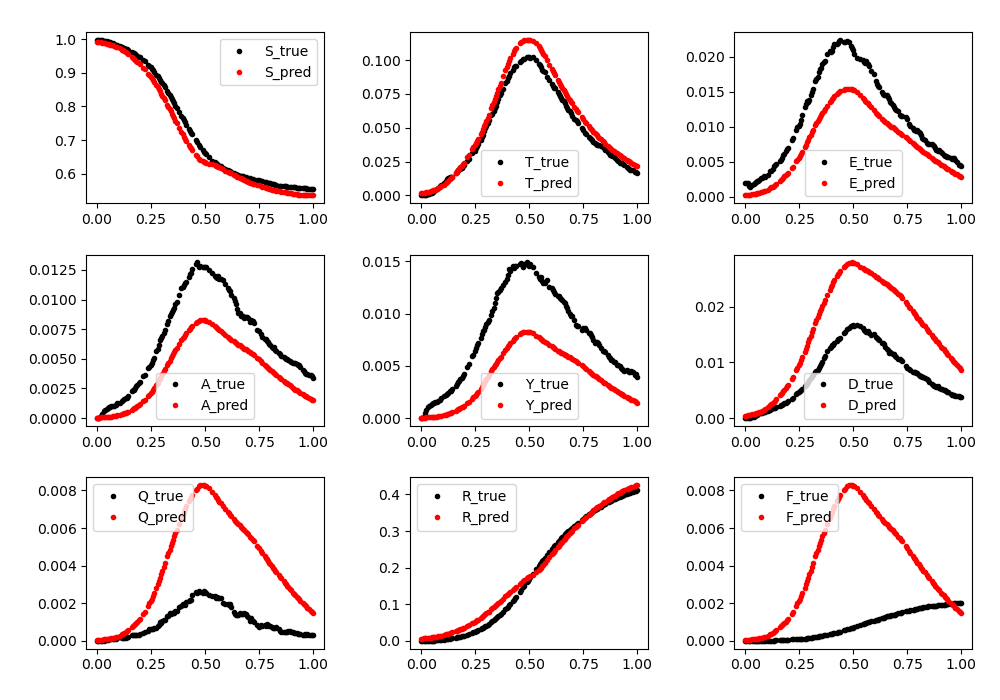 1.0
0.9
0.8
0.7
0.6
S_true
S_pred
0.00 0.25 0.50 0.75 1.00
0.100
0.075
0.050
0.025
0.000
T_true
T_pred
0.00 0.25 0.50 0.75 1.00
0.020
0.015
0.010
0.005
0.000
E_true
E_pred
0.00 0.25 0.50 0.75 1.00
0.0125
0.0100
0.0075
0.0050
0.0025
0.0000
A_true
A_pred
0.00 0.25 0.50 0.75 1.00
0.015
0.010
0.005
0.000
Y_true
Y_pred
0.00 0.25 0.50 0.75 1.00
0.02
0.01
0.00
D_true
D_pred
0.00 0.25 0.50 0.75 1.00
0.008
0.006
0.004
0.002
0.000
Q_true
Q_pred
0.00 0.25 0.50 0.75 1.00
0.4
0.3
0.2
0.1
0.0
R_true
R_pred
0.00 0.25 0.50 0.75 1.00
0.008
0.006
0.004
0.002
0.000
F_true
F_pred
0.00 0.25 0.50 0.75 1.00